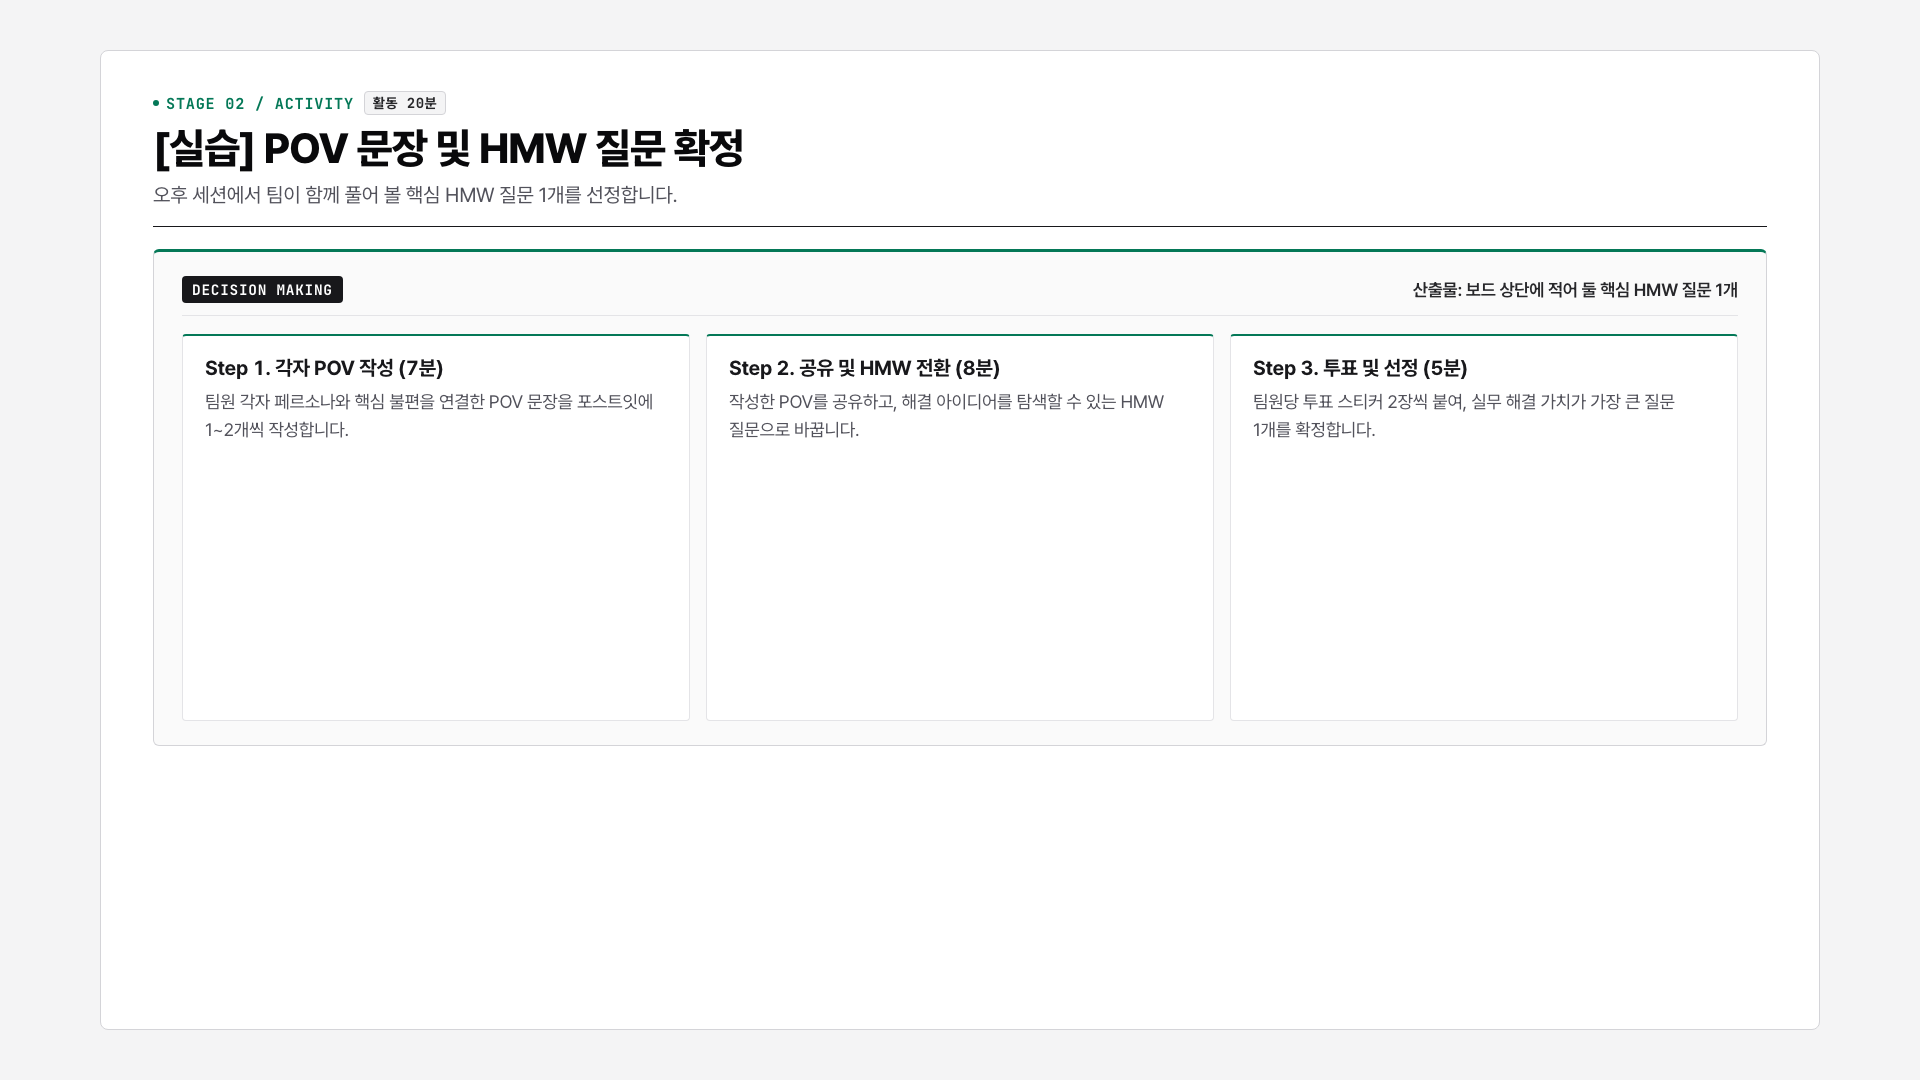 STAGE 02 / ACTIVITY 활동 20분
[실습] POV 문장 및 HMW 질문 확정
오후 세션에서 팀이 함께 풀어 볼 핵심 HMW 질문 1개를 선정합니다.
DECISION MAKING
산출물: 보드 상단에 적어 둘 핵심 HMW 질문 1개
Step 1. 각자 POV 작성 (7분)
팀원 각자 페르소나와 핵심 불편을 연결한 POV 문장을 포스트잇에
1~2개씩 작성합니다.
Step 2. 공유 및 HMW 전환 (8분)
작성한 POV를 공유하고, 해결 아이디어를 탐색할 수 있는 HMW
질문으로 바꿉니다.
Step 3. 투표 및 선정 (5분)
팀원당 투표 스티커 2장씩 붙여, 실무 해결 가치가 가장 큰 질문
1개를 확정합니다.